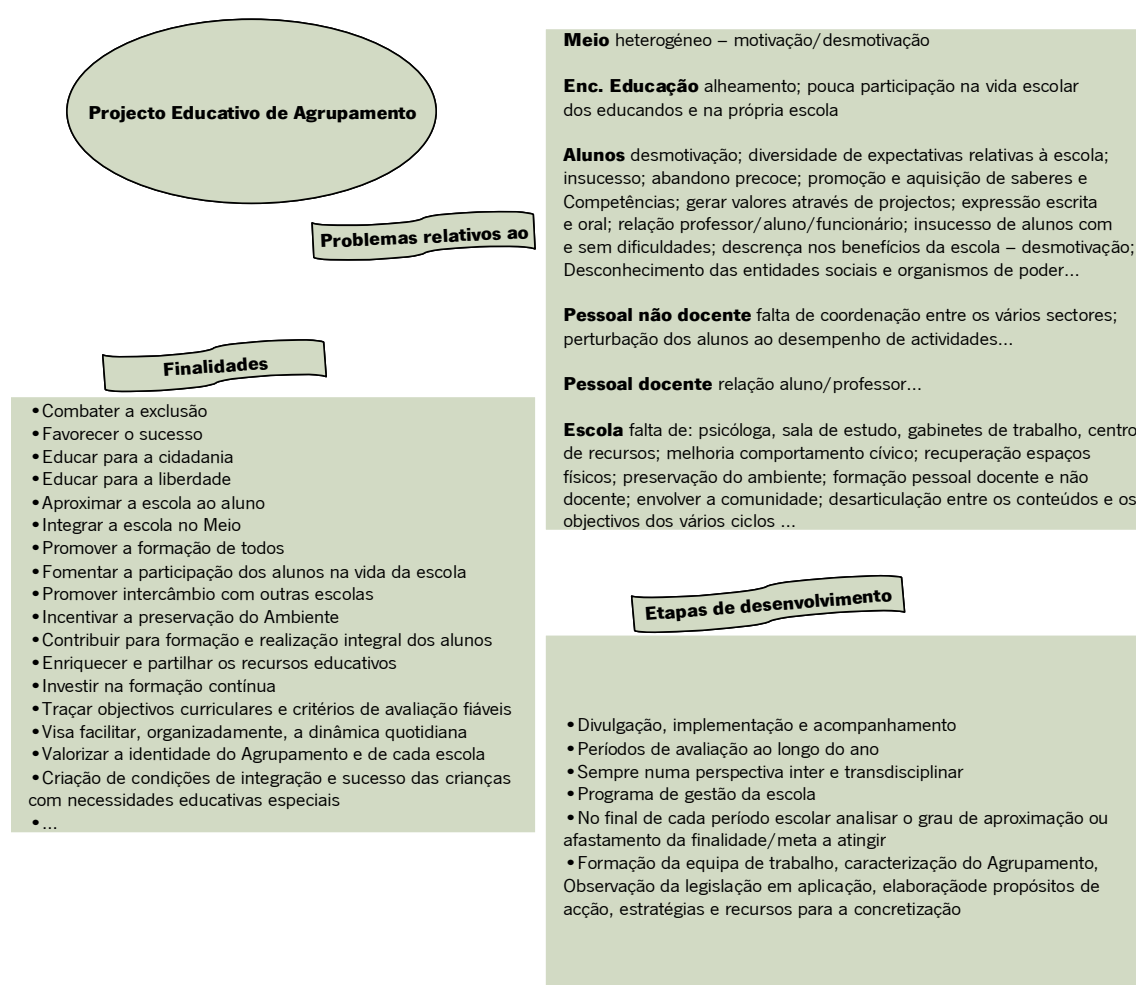 Projecto Educativo de Agrupamento
Problemas relativos ao
Meio heterogéneo – motivação/desmotivação
Enc. Educação alheamento; pouca participação na vida escolar
dos educandos e na própria escola
Alunos desmotivação; diversidade de expectativas relativas à escola;
insucesso; abandono precoce; promoção e aquisição de saberes e
Competências; gerar valores através de projectos; expressão escrita
e oral; relação professor/aluno/funcionário; insucesso de alunos com
e sem dificuldades; descrença nos benefícios da escola – desmotivação;
Desconhecimento das entidades sociais e organismos de poder...
Pessoal não docente falta de coordenação entre os vários sectores;
perturbação dos alunos ao desempenho de actividades...
Pessoal docente relação aluno/professor...
Escola falta de: psicóloga, sala de estudo, gabinetes de trabalho, centro
de recursos; melhoria comportamento cívico; recuperação espaços
físicos; preservação do ambiente; formação pessoal docente e não
docente; envolver a comunidade; desarticulação entre os conteúdos e os
objectivos dos vários ciclos ...
Finalidades
•Combater a exclusão
•Favorecer o sucesso
•Educar para a cidadania
•Educar para a liberdade
•Aproximar a escola ao aluno
•Integrar a escola no Meio
•Promover a formação de todos
•Fomentar a participação dos alunos na vida da escola
•Promover intercâmbio com outras escolas
•Incentivar a preservação do Ambiente
•Contribuir para formação e realização integral dos alunos
•Enriquecer e partilhar os recursos educativos
•Investir na formação contínua
•Traçar objectivos curriculares e critérios de avaliação fiáveis
•Visa facilitar, organizadamente, a dinâmica quotidiana
•Valorizar a identidade do Agrupamento e de cada escola
•Criação de condições de integração e sucesso das crianças
com necessidades educativas especiais
•...
Etapas de desenvolvimento
•Divulgação, implementação e acompanhamento
•Períodos de avaliação ao longo do ano
•Sempre numa perspectiva inter e transdisciplinar
•Programa de gestão da escola
•No final de cada período escolar analisar o grau de aproximação ou
afastamento da finalidade/meta a atingir
•Formação da equipa de trabalho, caracterização do Agrupamento,
Observação da legislação em aplicação, elaboraçãode propósitos de
acção, estratégias e recursos para a concretização